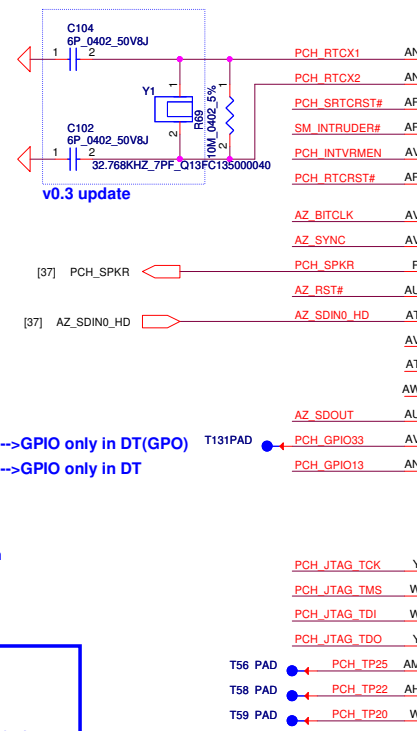 C104
6P_0402_50V8J
1 2
PCH_RTCX1 AN
PCH_RTCX2 AN
Y1 1 1
PCH_SRTCRST# AF
R69
10M_0402_5%
SM_INTRUDER# AF
C102
6P_0402_50V8J
2 2
1 2
PCH_INTVRMEN AV
32.768KHZ_7PF_Q13FC135000040
PCH_RTCRST# AF
v0.3 update
AZ_BITCLK AV
AZ_SYNC AV
[37] PCH_SPKR PCH_SPKR
AZ_RST# AU
[37] AZ_SDIN0_HD AZ_SDIN0_HD AT
AV
AT
AW
AZ_SDOUT AU
-->GPIO only in DT(GPO) T131PAD PCH_GPIO33 AV
-->GPIO only in DT PCH_GPIO13 AN
PCH_JTAG_TCK Y
PCH_JTAG_TMS W
PCH_JTAG_TDI W
PCH_JTAG_TDO Y
T56 PAD PCH_TP25 AM
T58 PAD PCH_TP22 AH
T59 PAD PCH_TP20 W